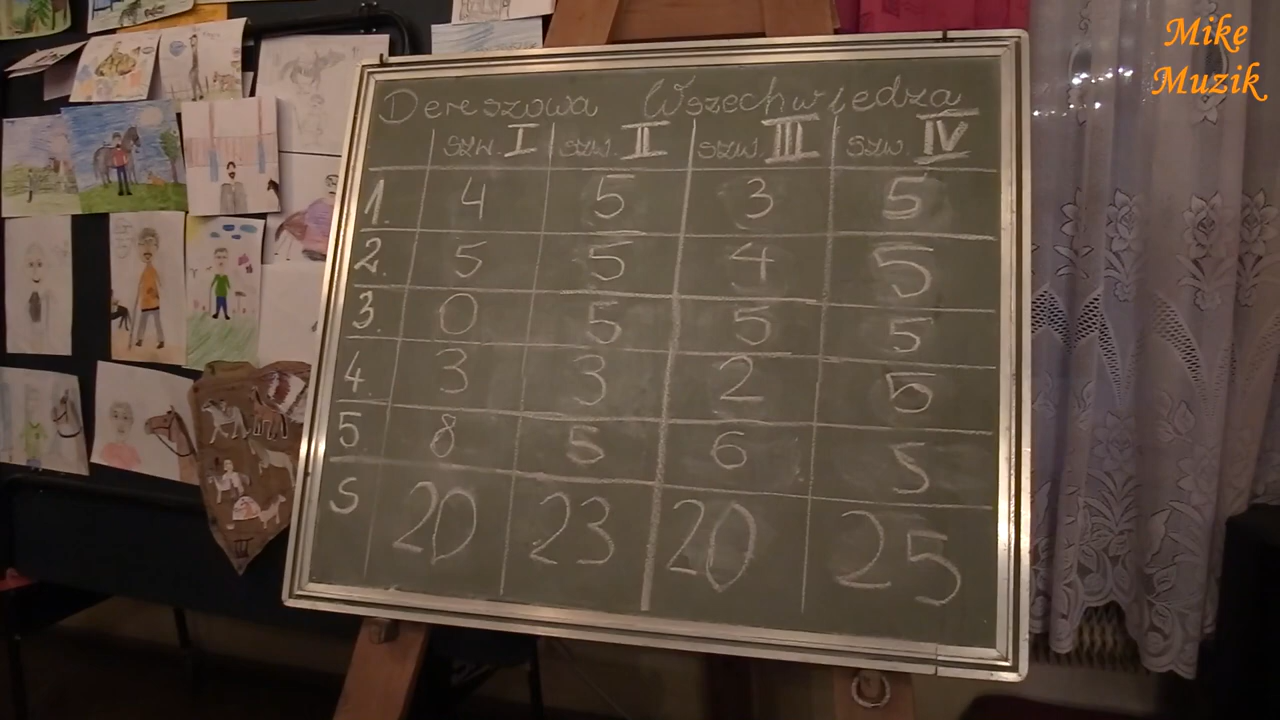 Mike
Muzik
Dereszowa Wszechwiedza
szw. I szw. II szw. III szw. IV
1. 4 5 3 5
2. 5 5 4 5
3. 0 5 5 5
4. 3 3 2 5
5 8 5 6 5
S 20 23 20 25
III